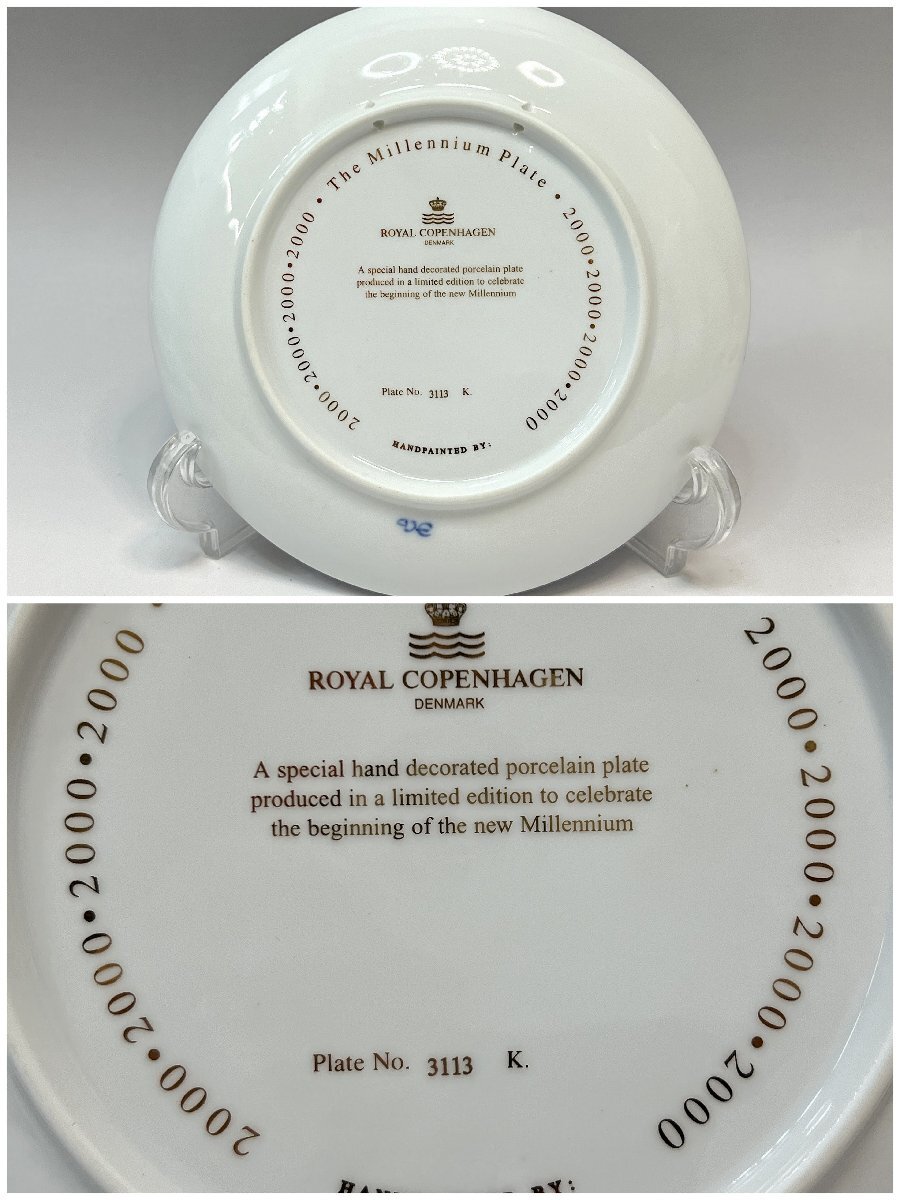 • The Millennium Plate •
2000•2000•2000•2000
2000•2000•2000•2000
ROYAL COPENHAGEN
DENMARK
A special hand decorated porcelain plate
produced in a limited edition to celebrate
the beginning of the new Millennium
Plate No. 3113 K.
HANDPAINTED BY:
2000•2000•2000•2000
2000•2000•2000•2000
ROYAL COPENHAGEN
DENMARK
A special hand decorated porcelain plate
produced in a limited edition to celebrate
the beginning of the new Millennium
Plate No. 3113 K.